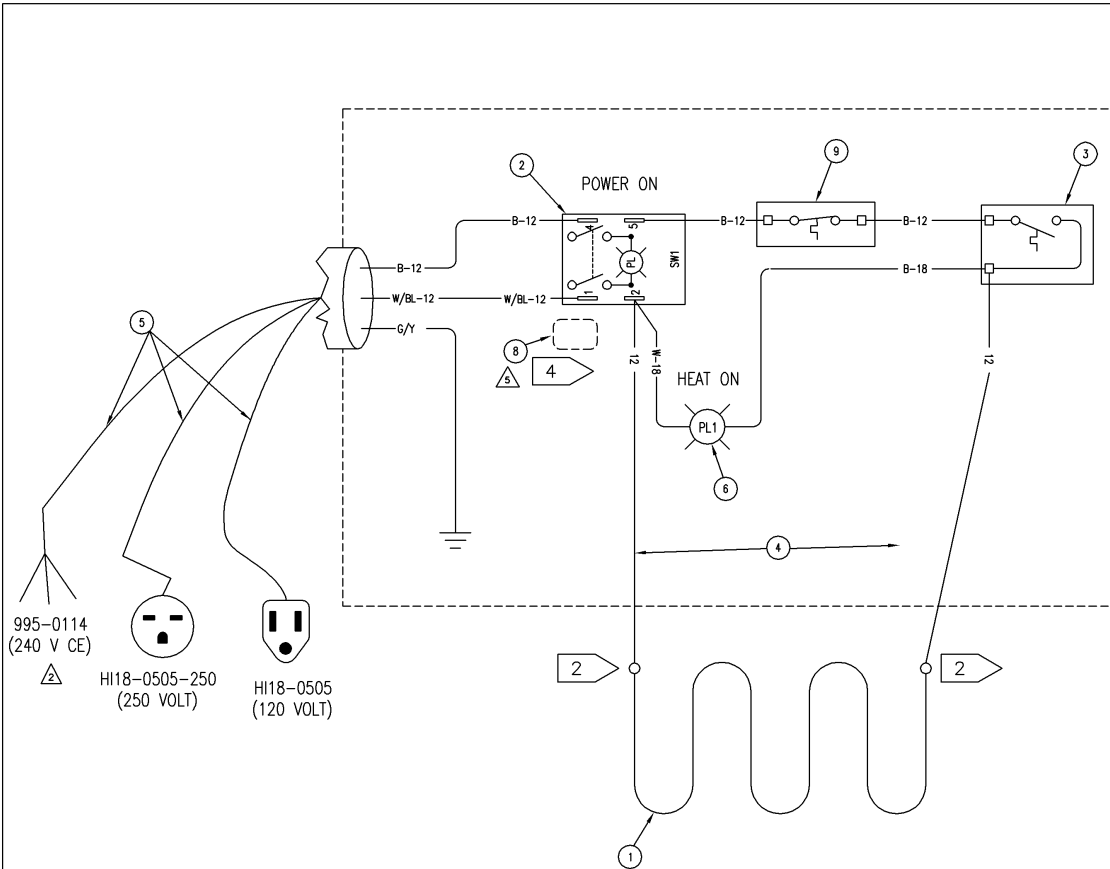 9
3
2
POWER ON
B-12
4
5
B-12
B-12
PL
SW1
B-12
B-18
1
2
W/BL-12
W/BL-12
G/Y
5
8
5
4
12
W-18
HEAT ON
12
PL1
6
4
995-0114
(240 V CE)
2
HI18-0505-250
(250 VOLT)
HI18-0505
(120 VOLT)
2
2
1